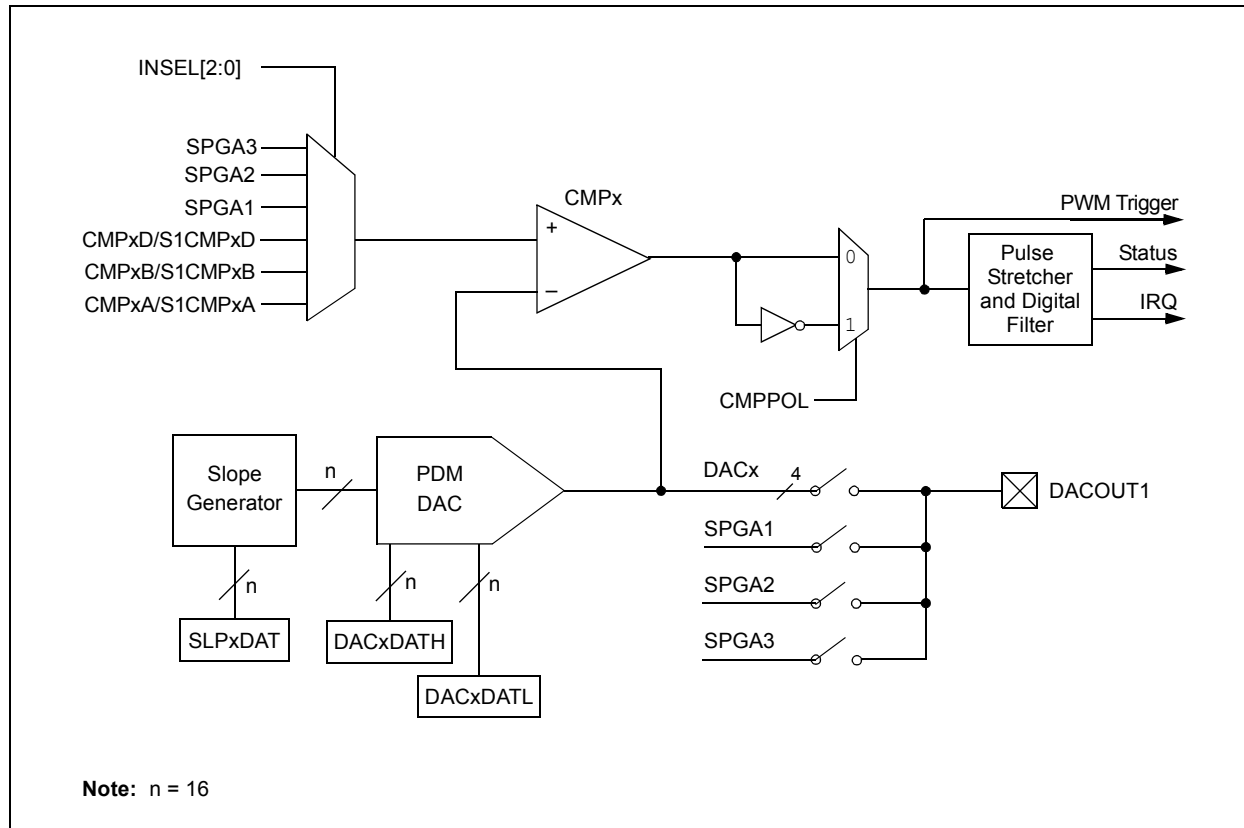 INSEL[2:0]
SPGA3
SPGA2
SPGA1
CMPxD/S1CMPxD
CMPxB/S1CMPxB
CMPxA/S1CMPxA
CMPx
+
–
0
1
CMPPOL
PWM Trigger
Pulse
Stretcher
and Digital
Filter
Status
IRQ
Slope
Generator
n
PDM
DAC
n
n
n
SLPxDAT
DACxDATH
DACxDATL
DACx
4
SPGA1
SPGA2
SPGA3
DACOUT1
Note: n = 16